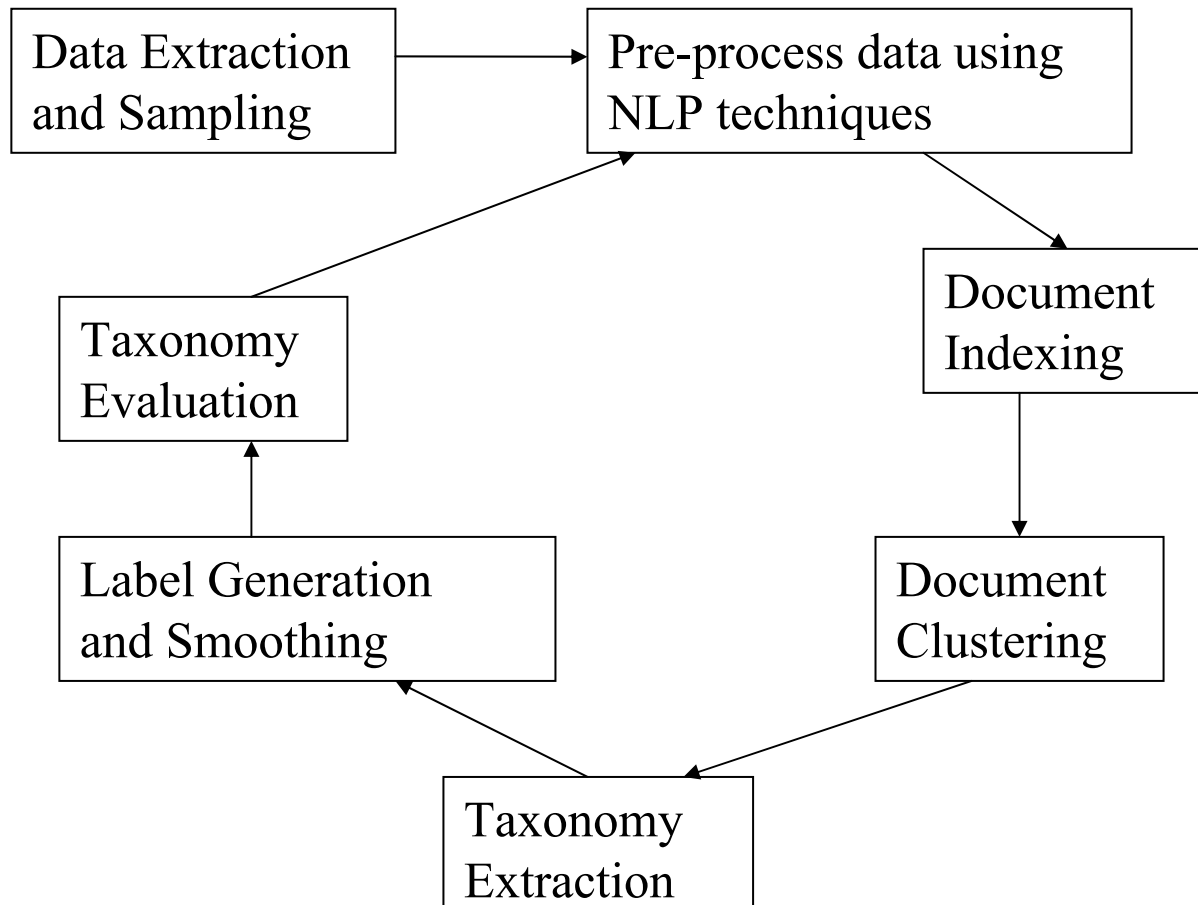 Data Extraction
and Sampling
Pre-process data using
NLP techniques
Document
Indexing
Document
Clustering
Taxonomy
Extraction
Label Generation
and Smoothing
Taxonomy
Evaluation